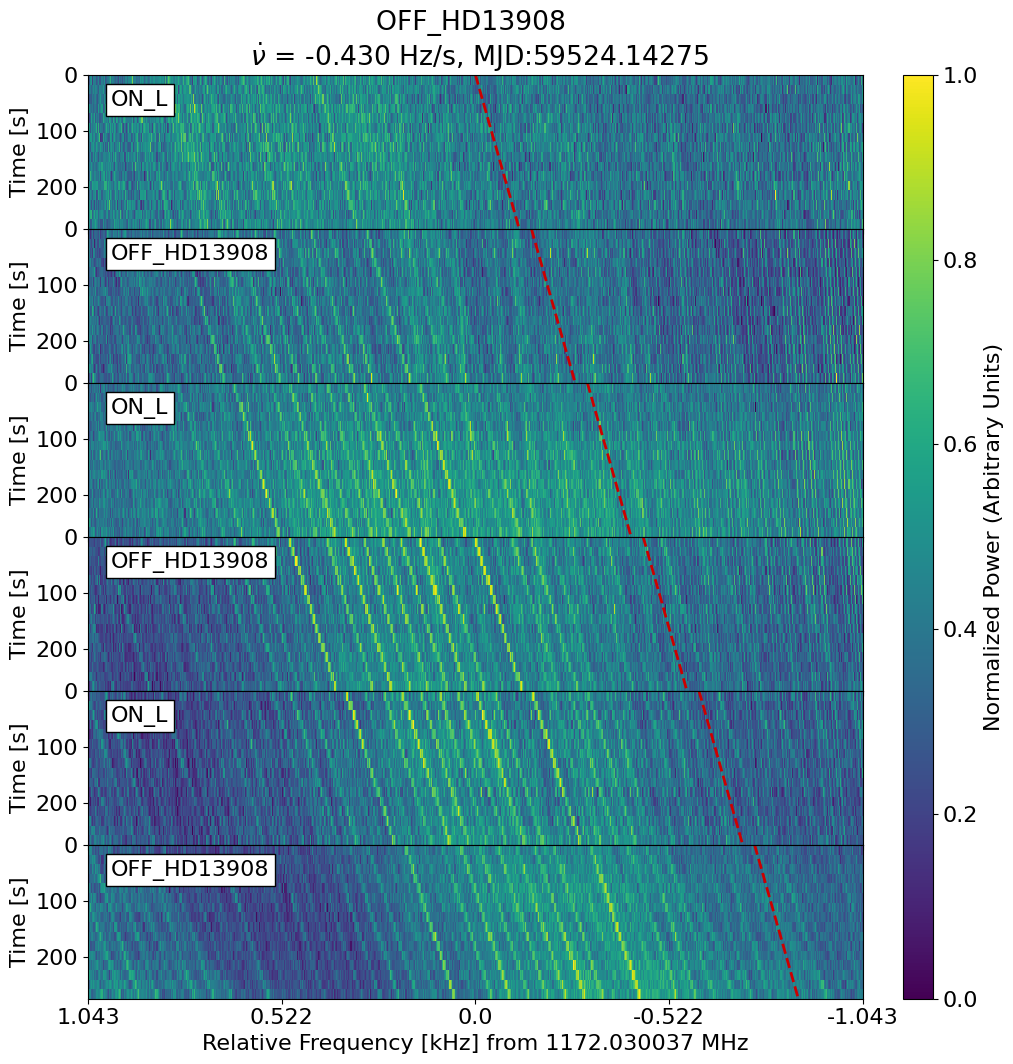 OFF_HD13908
ν̇ = -0.430 Hz/s, MJD:59524.14275
0
ON_L
100
200
Time [s]
0
OFF_HD13908
100
200
Time [s]
0
ON_L
100
200
Time [s]
0
OFF_HD13908
100
200
Time [s]
0
ON_L
100
200
Time [s]
0
OFF_HD13908
100
200
Time [s]
1.043 0.522 0.0 -0.522 -1.043
Relative Frequency [kHz] from 1172.030037 MHz
1.0
0.8
0.6
0.4
0.2
0.0
Normalized Power (Arbitrary Units)